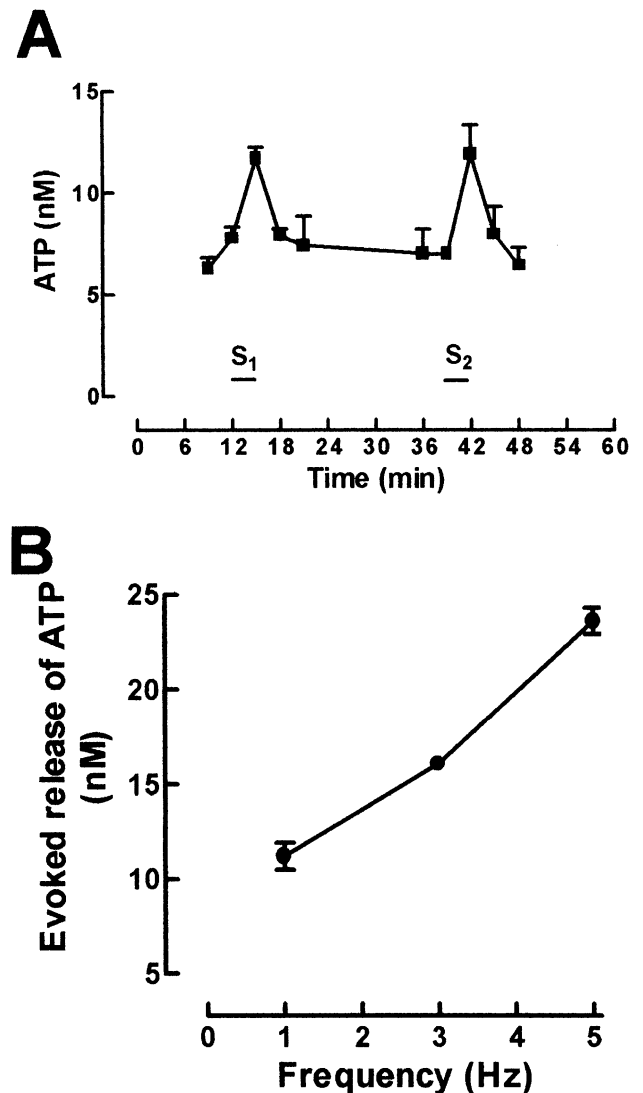 A
15
10
5
0
ATP (nM)
S1
S2
0 6 12 18 24 30 36 42 48 54 60
Time (min)
B
25
20
15
10
5
Evoked release of ATP
(nM)
0 1 2 3 4 5
Frequency (Hz)